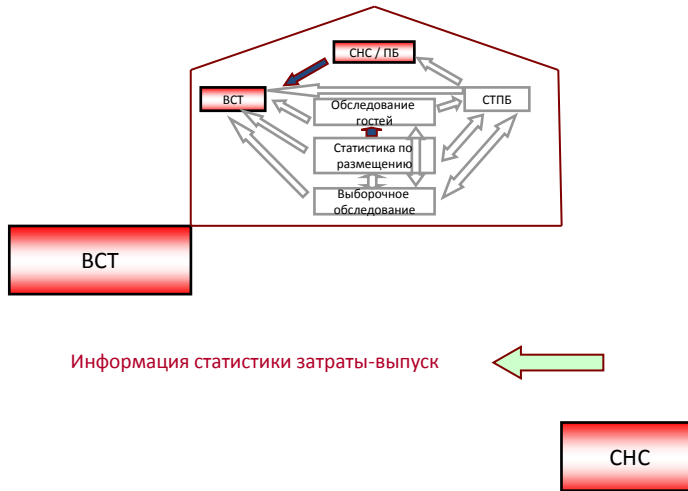 СНС / ПБ
ВСТ
СТПБ
Обследование
гостей
Статистика по
размещению
Выборочное
обследование
ВСТ
Информация статистики затраты-выпуск
СНС